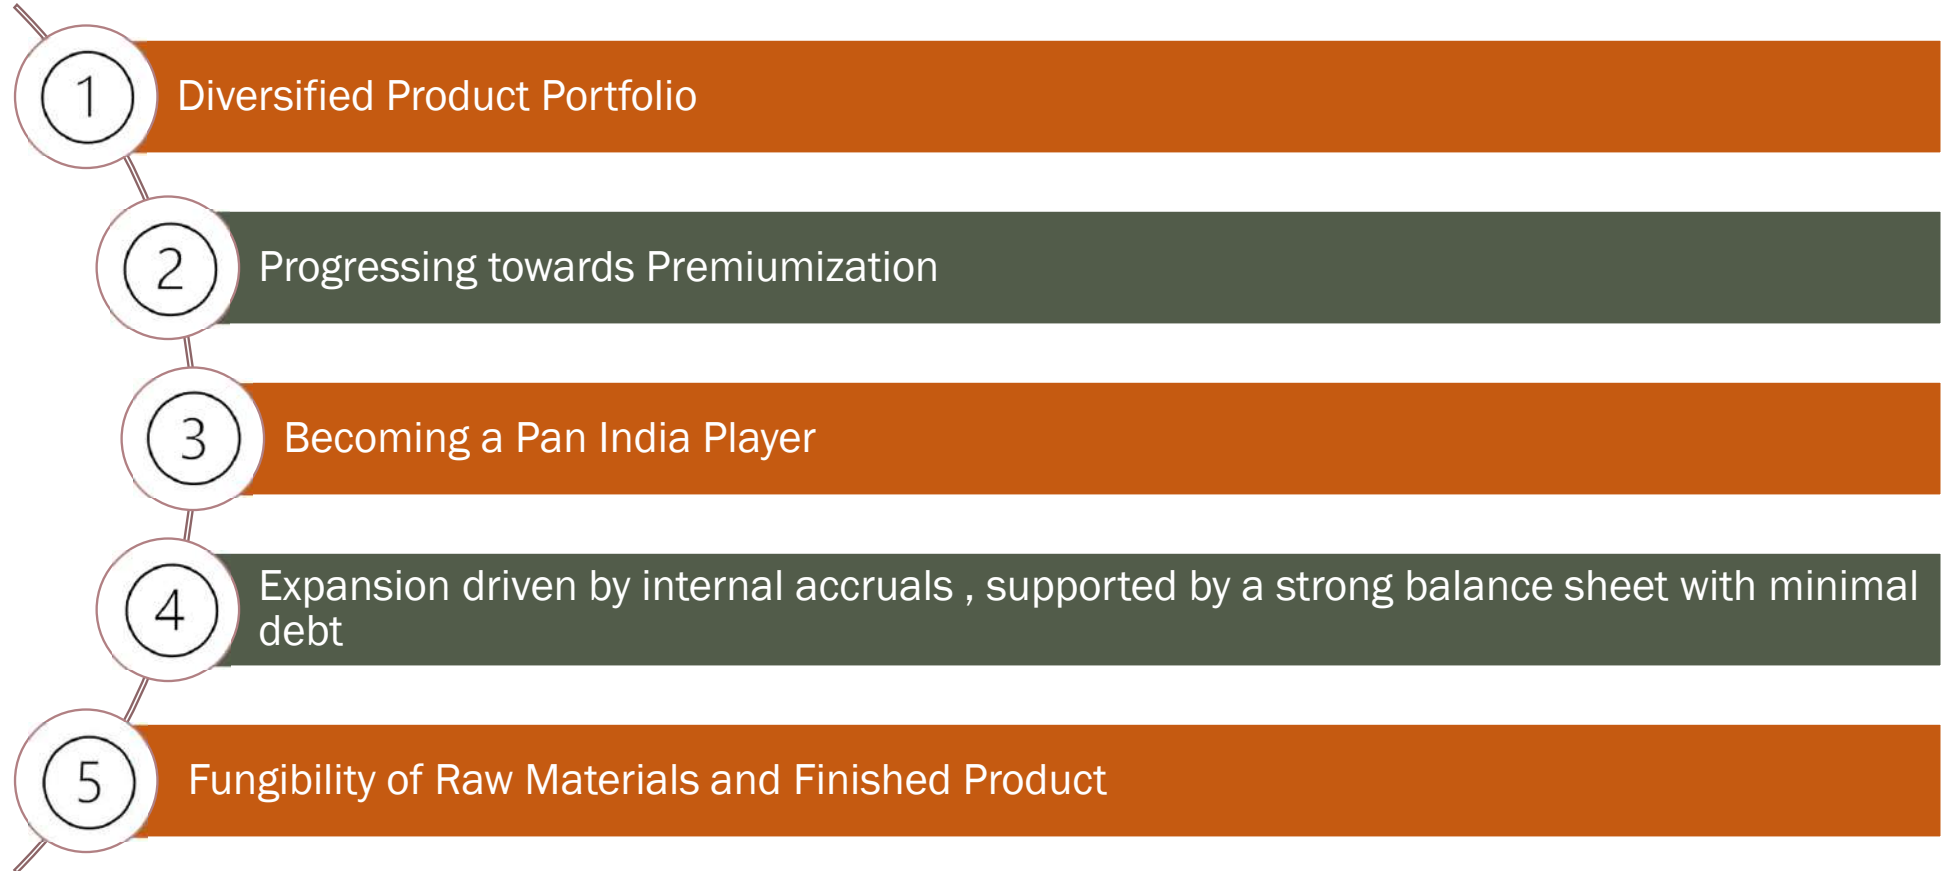 1
Diversified Product Portfolio
2
Progressing towards Premiumization
3
Becoming a Pan India Player
4
Expansion driven by internal accruals , supported by a strong balance sheet with minimal
debt
5
Fungibility of Raw Materials and Finished Product